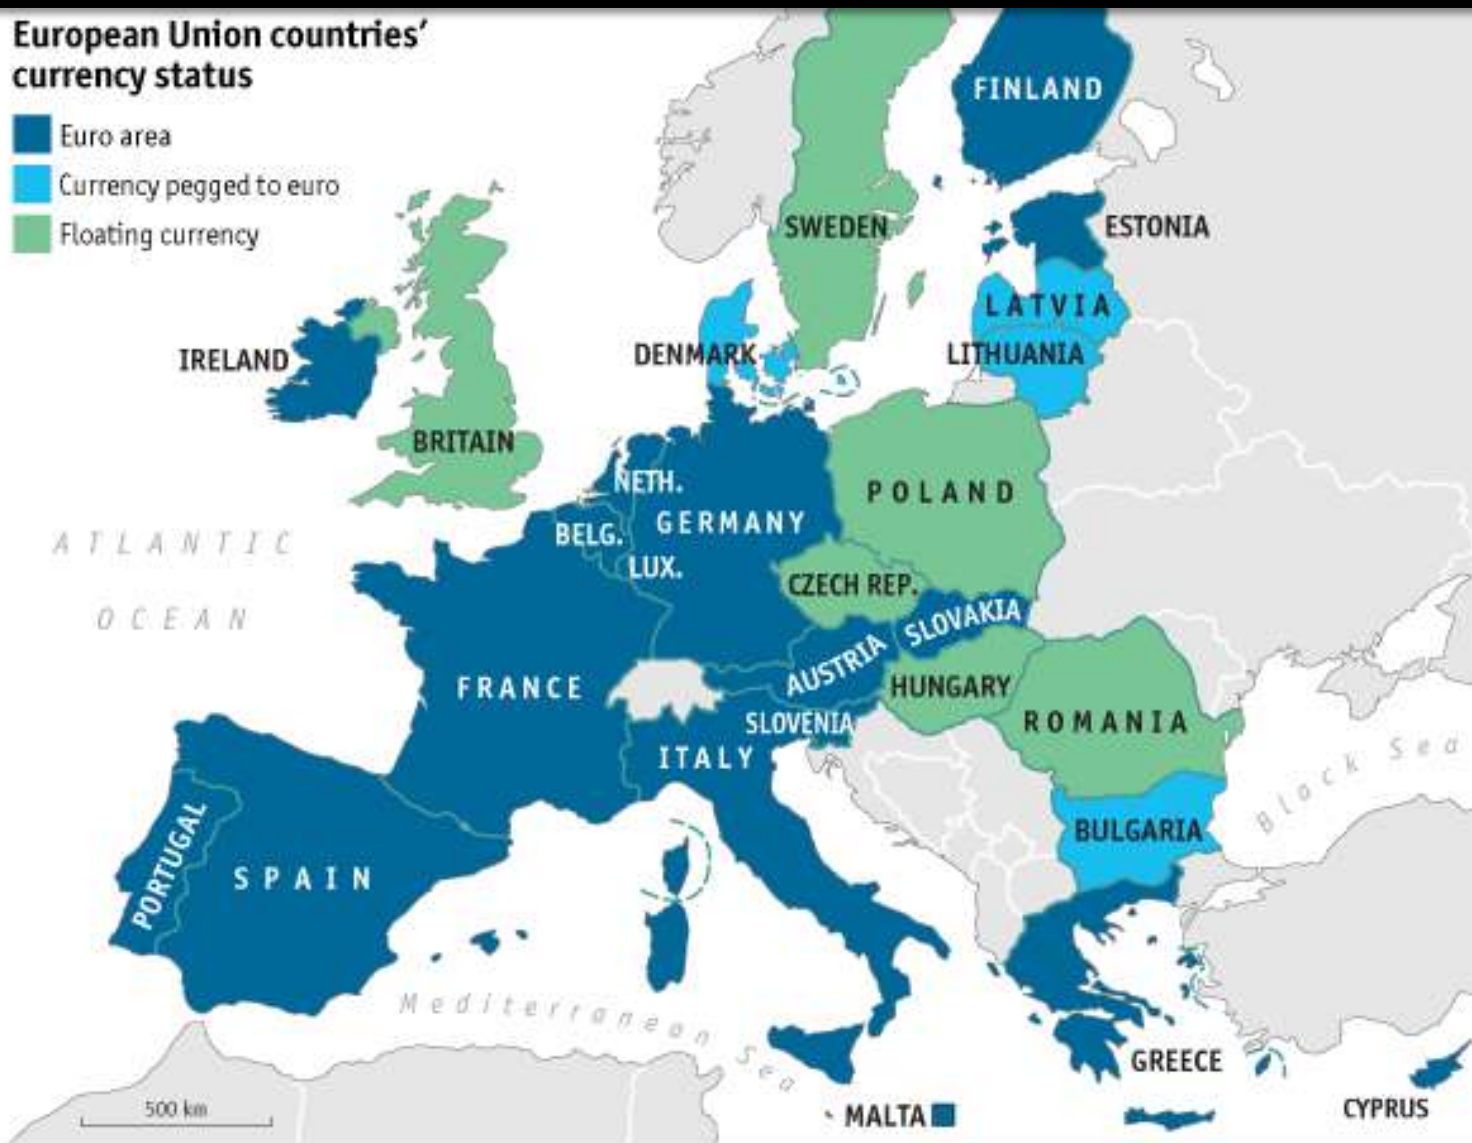 European Union countries'
currency status
Euro area
Currency pegged to euro
Floating currency
FINLAND
SWEDEN
ESTONIA
LATVIA
LITHUANIA
DENMARK
IRELAND
BRITAIN
NETH.
POLAND
BELG.
GERMANY
LUX.
CZECH REP.
SLOVAKIA
AUSTRIA
ATLANTIC
OCEAN
FRANCE
HUNGARY
SLOVENIA
ROMANIA
ITALY
Black Sea
BULGARIA
PORTUGAL
SPAIN
Mediterranean Sea
GREECE
CYPRUS
MALTA
500 km